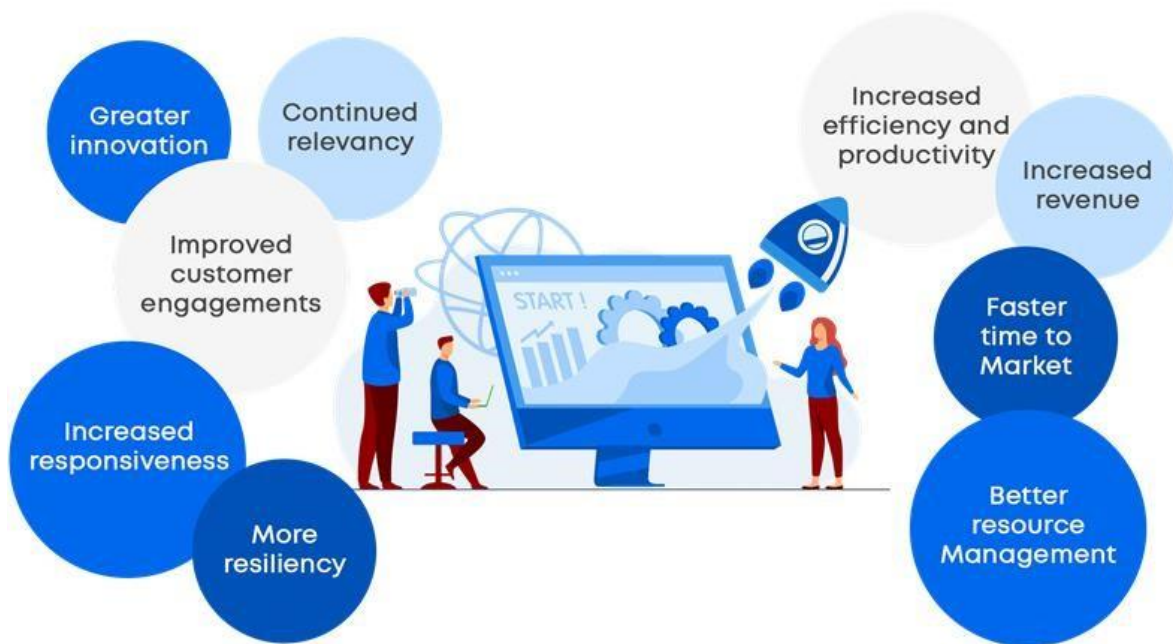 Greater
innovation
Continued
relevancy
Improved
customer
engagements
Increased
responsiveness
More
resiliency
START !
Increased
efficiency and
productivity
Increased
revenue
Faster
time to
Market
Better
resource
Management